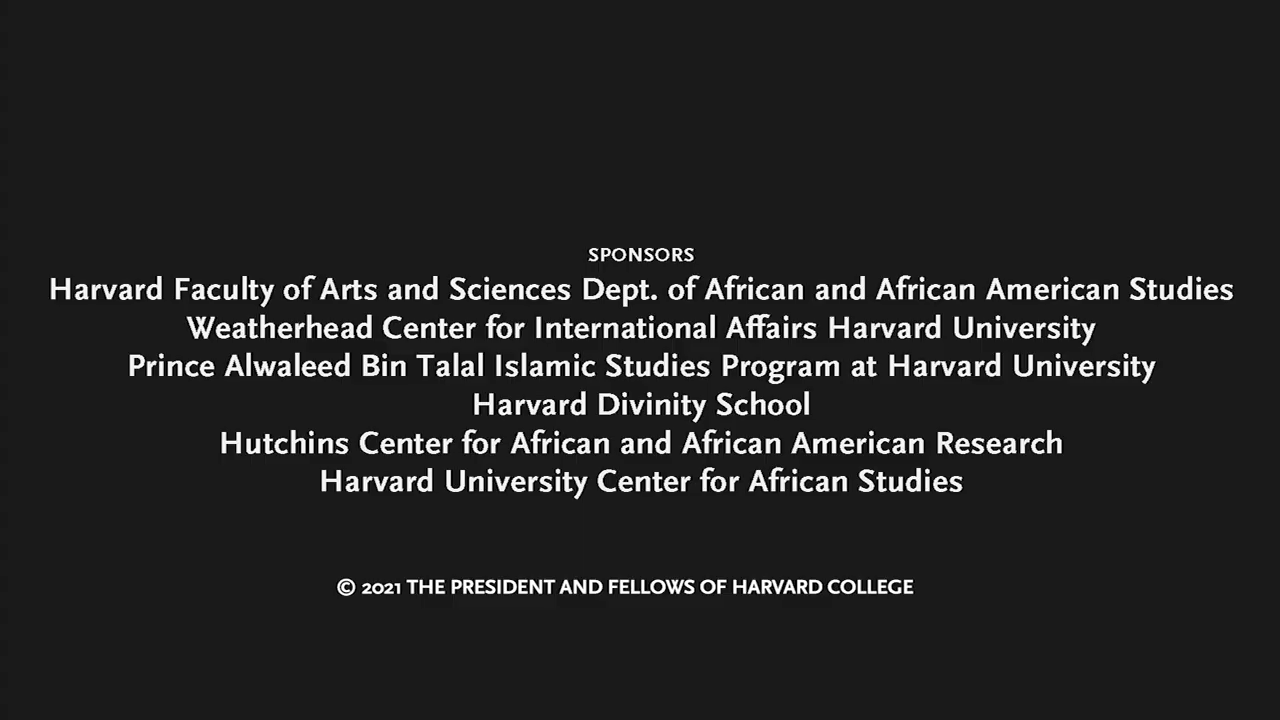 SPONSORS
Harvard Faculty of Arts and Sciences Dept. of African and African American Studies
Weatherhead Center for International Affairs Harvard University
Prince Alwaleed Bin Talal Islamic Studies Program at Harvard University
Harvard Divinity School
Hutchins Center for African and African American Research
Harvard University Center for African Studies
© 2021 THE PRESIDENT AND FELLOWS OF HARVARD COLLEGE